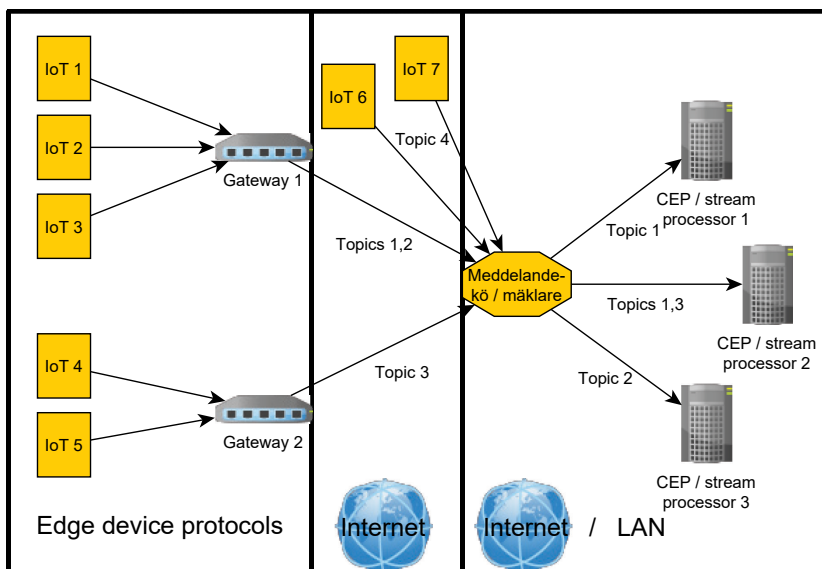 IoT 1
IoT 2
IoT 3
Gateway 1
IoT 4
IoT 5
Gateway 2
Edge device protocols
IoT 6
IoT 7
Topic 4
Topics 1,2
Topic 3
Internet
Meddelande-
kö / mäklare
Topic 1
Topics 1,3
Topic 2
CEP / stream
processor 1
CEP / stream
processor 2
CEP / stream
processor 3
Internet / LAN